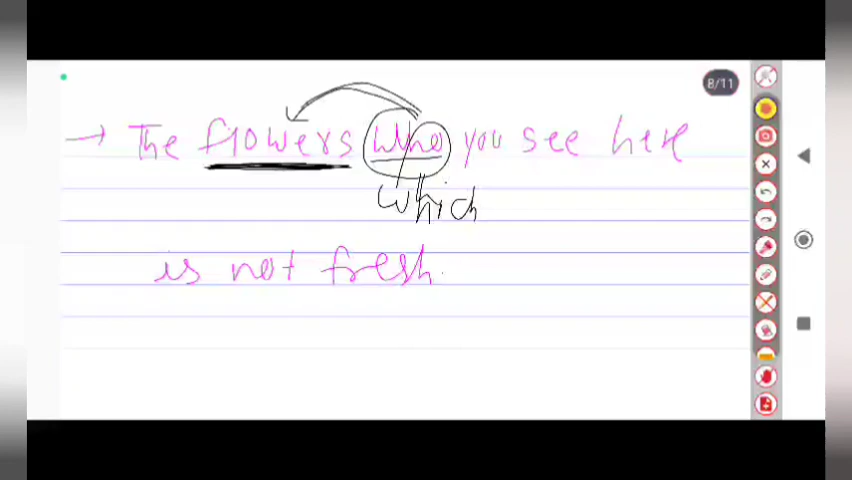 8/11
→ The flowers who you see here
which
is not fresh.